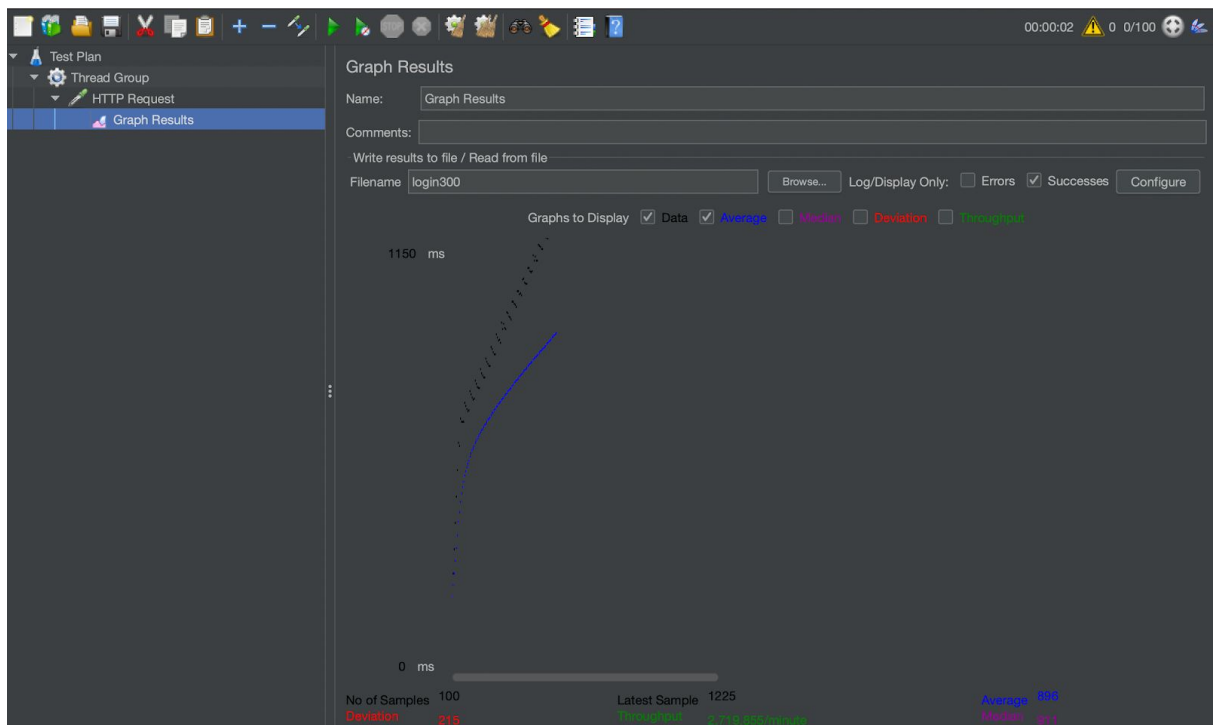 00:00:02 0 0/100
Test Plan
Thread Group
HTTP Request
Graph Results
Graph Results
Name: Graph Results
Comments:
Write results to file / Read from file
Filename login300 Browse... Log/Display Only: Errors Successes Configure
Graphs to Display Data Average Median Deviation Throughput
1150 ms
0 ms
No of Samples 100 Latest Sample 1225 Average 896
Deviation 215 Throughput 2,719.855/minute Median